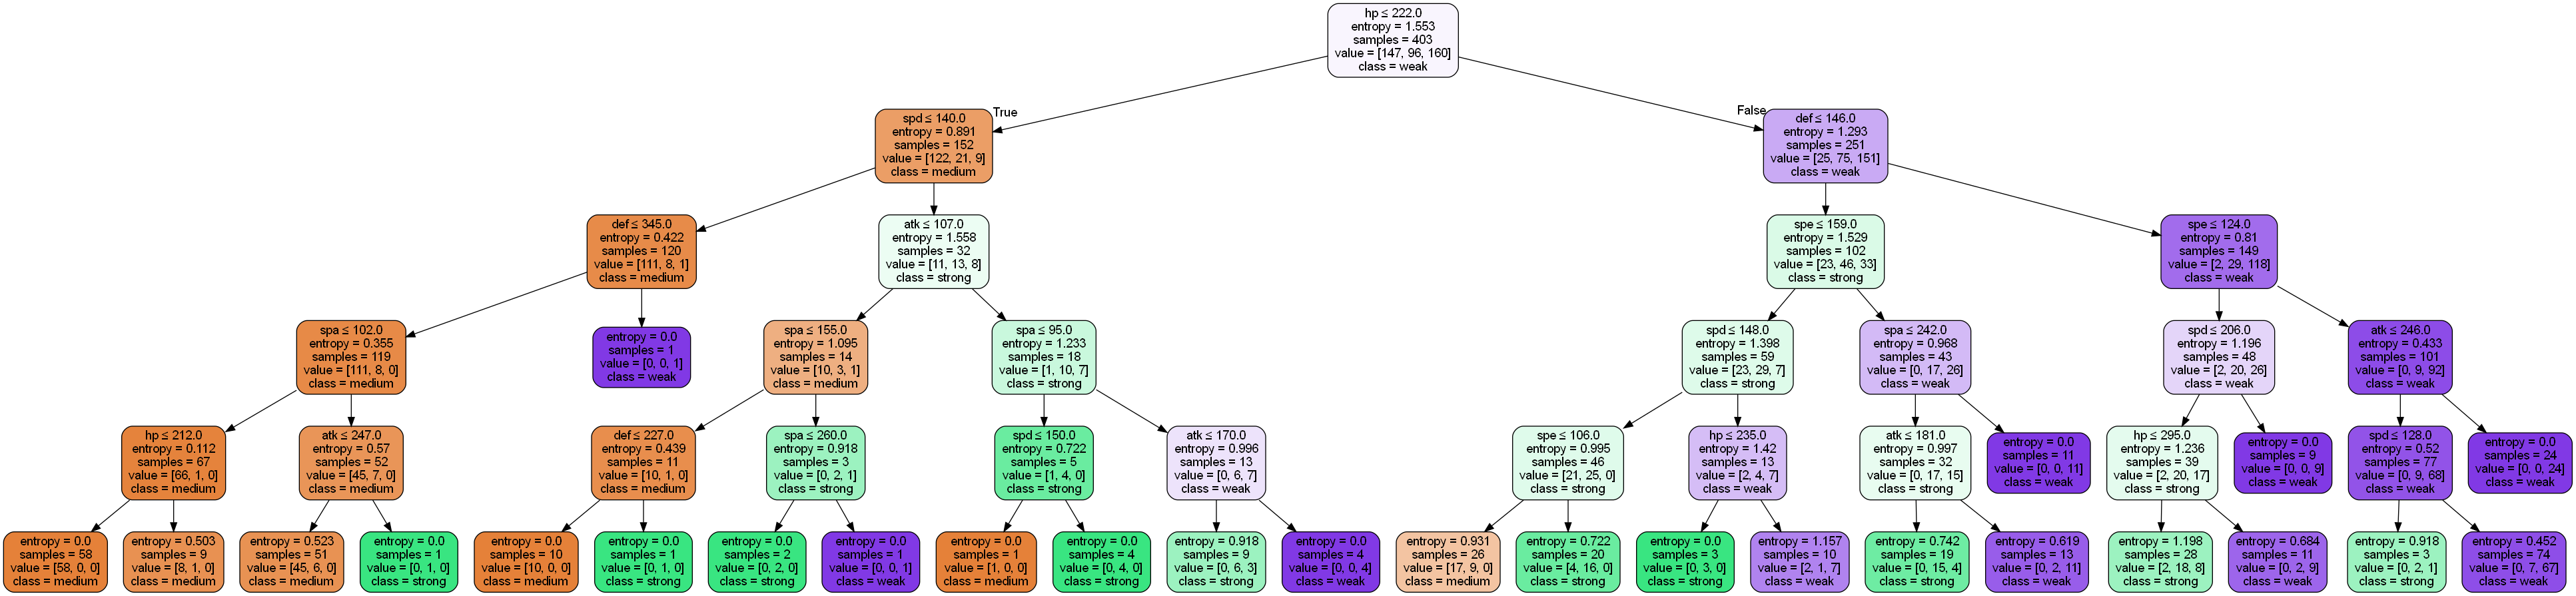 hp ≤ 222.0
entropy = 1.553
samples = 403
value = [147, 96, 160]
class = weak
True
False
spd ≤ 140.0
entropy = 0.891
samples = 152
value = [122, 21, 9]
class = medium
def ≤ 146.0
entropy = 1.293
samples = 251
value = [25, 75, 151]
class = weak
def ≤ 345.0
entropy = 0.422
samples = 120
value = [111, 8, 1]
class = medium
atk ≤ 107.0
entropy = 1.558
samples = 32
value = [11, 13, 8]
class = strong
spe ≤ 159.0
entropy = 1.529
samples = 102
value = [23, 46, 33]
class = strong
spe ≤ 124.0
entropy = 0.81
samples = 149
value = [2, 29, 118]
class = weak
spa ≤ 102.0
entropy = 0.355
samples = 119
value = [111, 8, 0]
class = medium
entropy = 0.0
samples = 1
value = [0, 0, 1]
class = weak
spa ≤ 155.0
entropy = 1.095
samples = 14
value = [10, 3, 1]
class = medium
spa ≤ 95.0
entropy = 1.233
samples = 18
value = [1, 10, 7]
class = strong
spd ≤ 148.0
entropy = 1.398
samples = 59
value = [23, 29, 7]
class = strong
spa ≤ 242.0
entropy = 0.968
samples = 43
value = [0, 17, 26]
class = weak
spd ≤ 206.0
entropy = 1.196
samples = 48
value = [2, 20, 26]
class = weak
atk ≤ 246.0
entropy = 0.433
samples = 101
value = [0, 9, 92]
class = weak
hp ≤ 212.0
entropy = 0.112
samples = 67
value = [66, 1, 0]
class = medium
atk ≤ 247.0
entropy = 0.57
samples = 52
value = [45, 7, 0]
class = medium
def ≤ 227.0
entropy = 0.439
samples = 11
value = [10, 1, 0]
class = medium
spa ≤ 260.0
entropy = 0.918
samples = 3
value = [0, 2, 1]
class = strong
spd ≤ 150.0
entropy = 0.722
samples = 5
value = [1, 4, 0]
class = strong
atk ≤ 170.0
entropy = 0.996
samples = 13
value = [0, 6, 7]
class = weak
spe ≤ 106.0
entropy = 0.995
samples = 46
value = [21, 25, 0]
class = strong
hp ≤ 235.0
entropy = 1.42
samples = 13
value = [2, 4, 7]
class = weak
atk ≤ 181.0
entropy = 0.997
samples = 32
value = [0, 17, 15]
class = strong
entropy = 0.0
samples = 11
value = [0, 0, 11]
class = weak
hp ≤ 295.0
entropy = 1.236
samples = 39
value = [2, 20, 17]
class = strong
entropy = 0.0
samples = 9
value = [0, 0, 9]
class = weak
spd ≤ 128.0
entropy = 0.52
samples = 77
value = [0, 9, 68]
class = weak
entropy = 0.0
samples = 24
value = [0, 0, 24]
class = weak
entropy = 0.0
samples = 58
value = [58, 0, 0]
class = medium
entropy = 0.503
samples = 9
value = [8, 1, 0]
class = medium
entropy = 0.523
samples = 51
value = [45, 6, 0]
class = medium
entropy = 0.0
samples = 1
value = [0, 1, 0]
class = strong
entropy = 0.0
samples = 10
value = [10, 0, 0]
class = medium
entropy = 0.0
samples = 1
value = [0, 1, 0]
class = strong
entropy = 0.0
samples = 2
value = [0, 2, 0]
class = strong
entropy = 0.0
samples = 1
value = [0, 0, 1]
class = weak
entropy = 0.0
samples = 1
value = [1, 0, 0]
class = medium
entropy = 0.0
samples = 4
value = [0, 4, 0]
class = strong
entropy = 0.918
samples = 9
value = [0, 6, 3]
class = strong
entropy = 0.0
samples = 4
value = [0, 0, 4]
class = weak
entropy = 0.931
samples = 26
value = [17, 9, 0]
class = medium
entropy = 0.722
samples = 20
value = [4, 16, 0]
class = strong
entropy = 0.0
samples = 3
value = [0, 3, 0]
class = strong
entropy = 1.157
samples = 10
value = [2, 1, 7]
class = weak
entropy = 0.742
samples = 19
value = [0, 15, 4]
class = strong
entropy = 0.619
samples = 13
value = [0, 2, 11]
class = weak
entropy = 1.198
samples = 28
value = [2, 18, 8]
class = strong
entropy = 0.684
samples = 11
value = [0, 2, 9]
class = weak
entropy = 0.918
samples = 3
value = [0, 2, 1]
class = strong
entropy = 0.452
samples = 74
value = [0, 7, 67]
class = weak